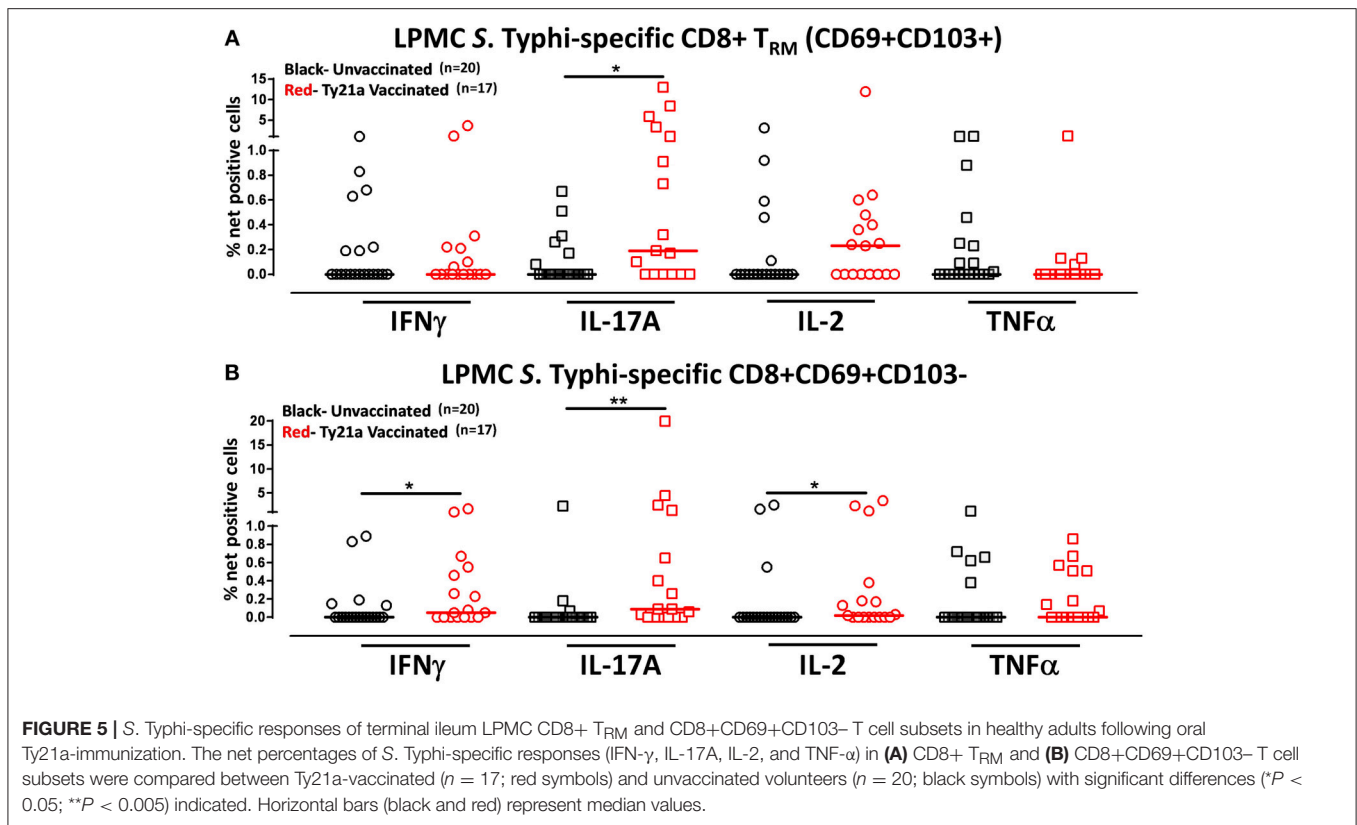 A
LPMC S. Typhi-specific CD8+ TRM (CD69+CD103+)
Black- Unvaccinated (n=20)
Red- Ty21a Vaccinated (n=17)
*
% net positive cells
15
10
5
1.0
0.8
0.6
0.4
0.2
0.0
IFNγ IL-17A IL-2 TNFα
B
LPMC S. Typhi-specific CD8+CD69+CD103-
Black- Unvaccinated (n=20)
Red- Ty21a Vaccinated (n=17)
* ** *
% net positive cells
20
15
10
5
1.0
0.8
0.6
0.4
0.2
0.0
IFNγ IL-17A IL-2 TNFα
FIGURE 5 | S. Typhi-specific responses of terminal ileum LPMC CD8+ TRM and CD8+CD69+CD103– T cell subsets in healthy adults following oral
Ty21a-immunization. The net percentages of S. Typhi-specific responses (IFN-γ, IL-17A, IL-2, and TNF-α) in (A) CD8+ TRM and (B) CD8+CD69+CD103– T cell
subsets were compared between Ty21a-vaccinated (n = 17; red symbols) and unvaccinated volunteers (n = 20; black symbols) with significant differences (*P <
0.05; **P < 0.005) indicated. Horizontal bars (black and red) represent median values.